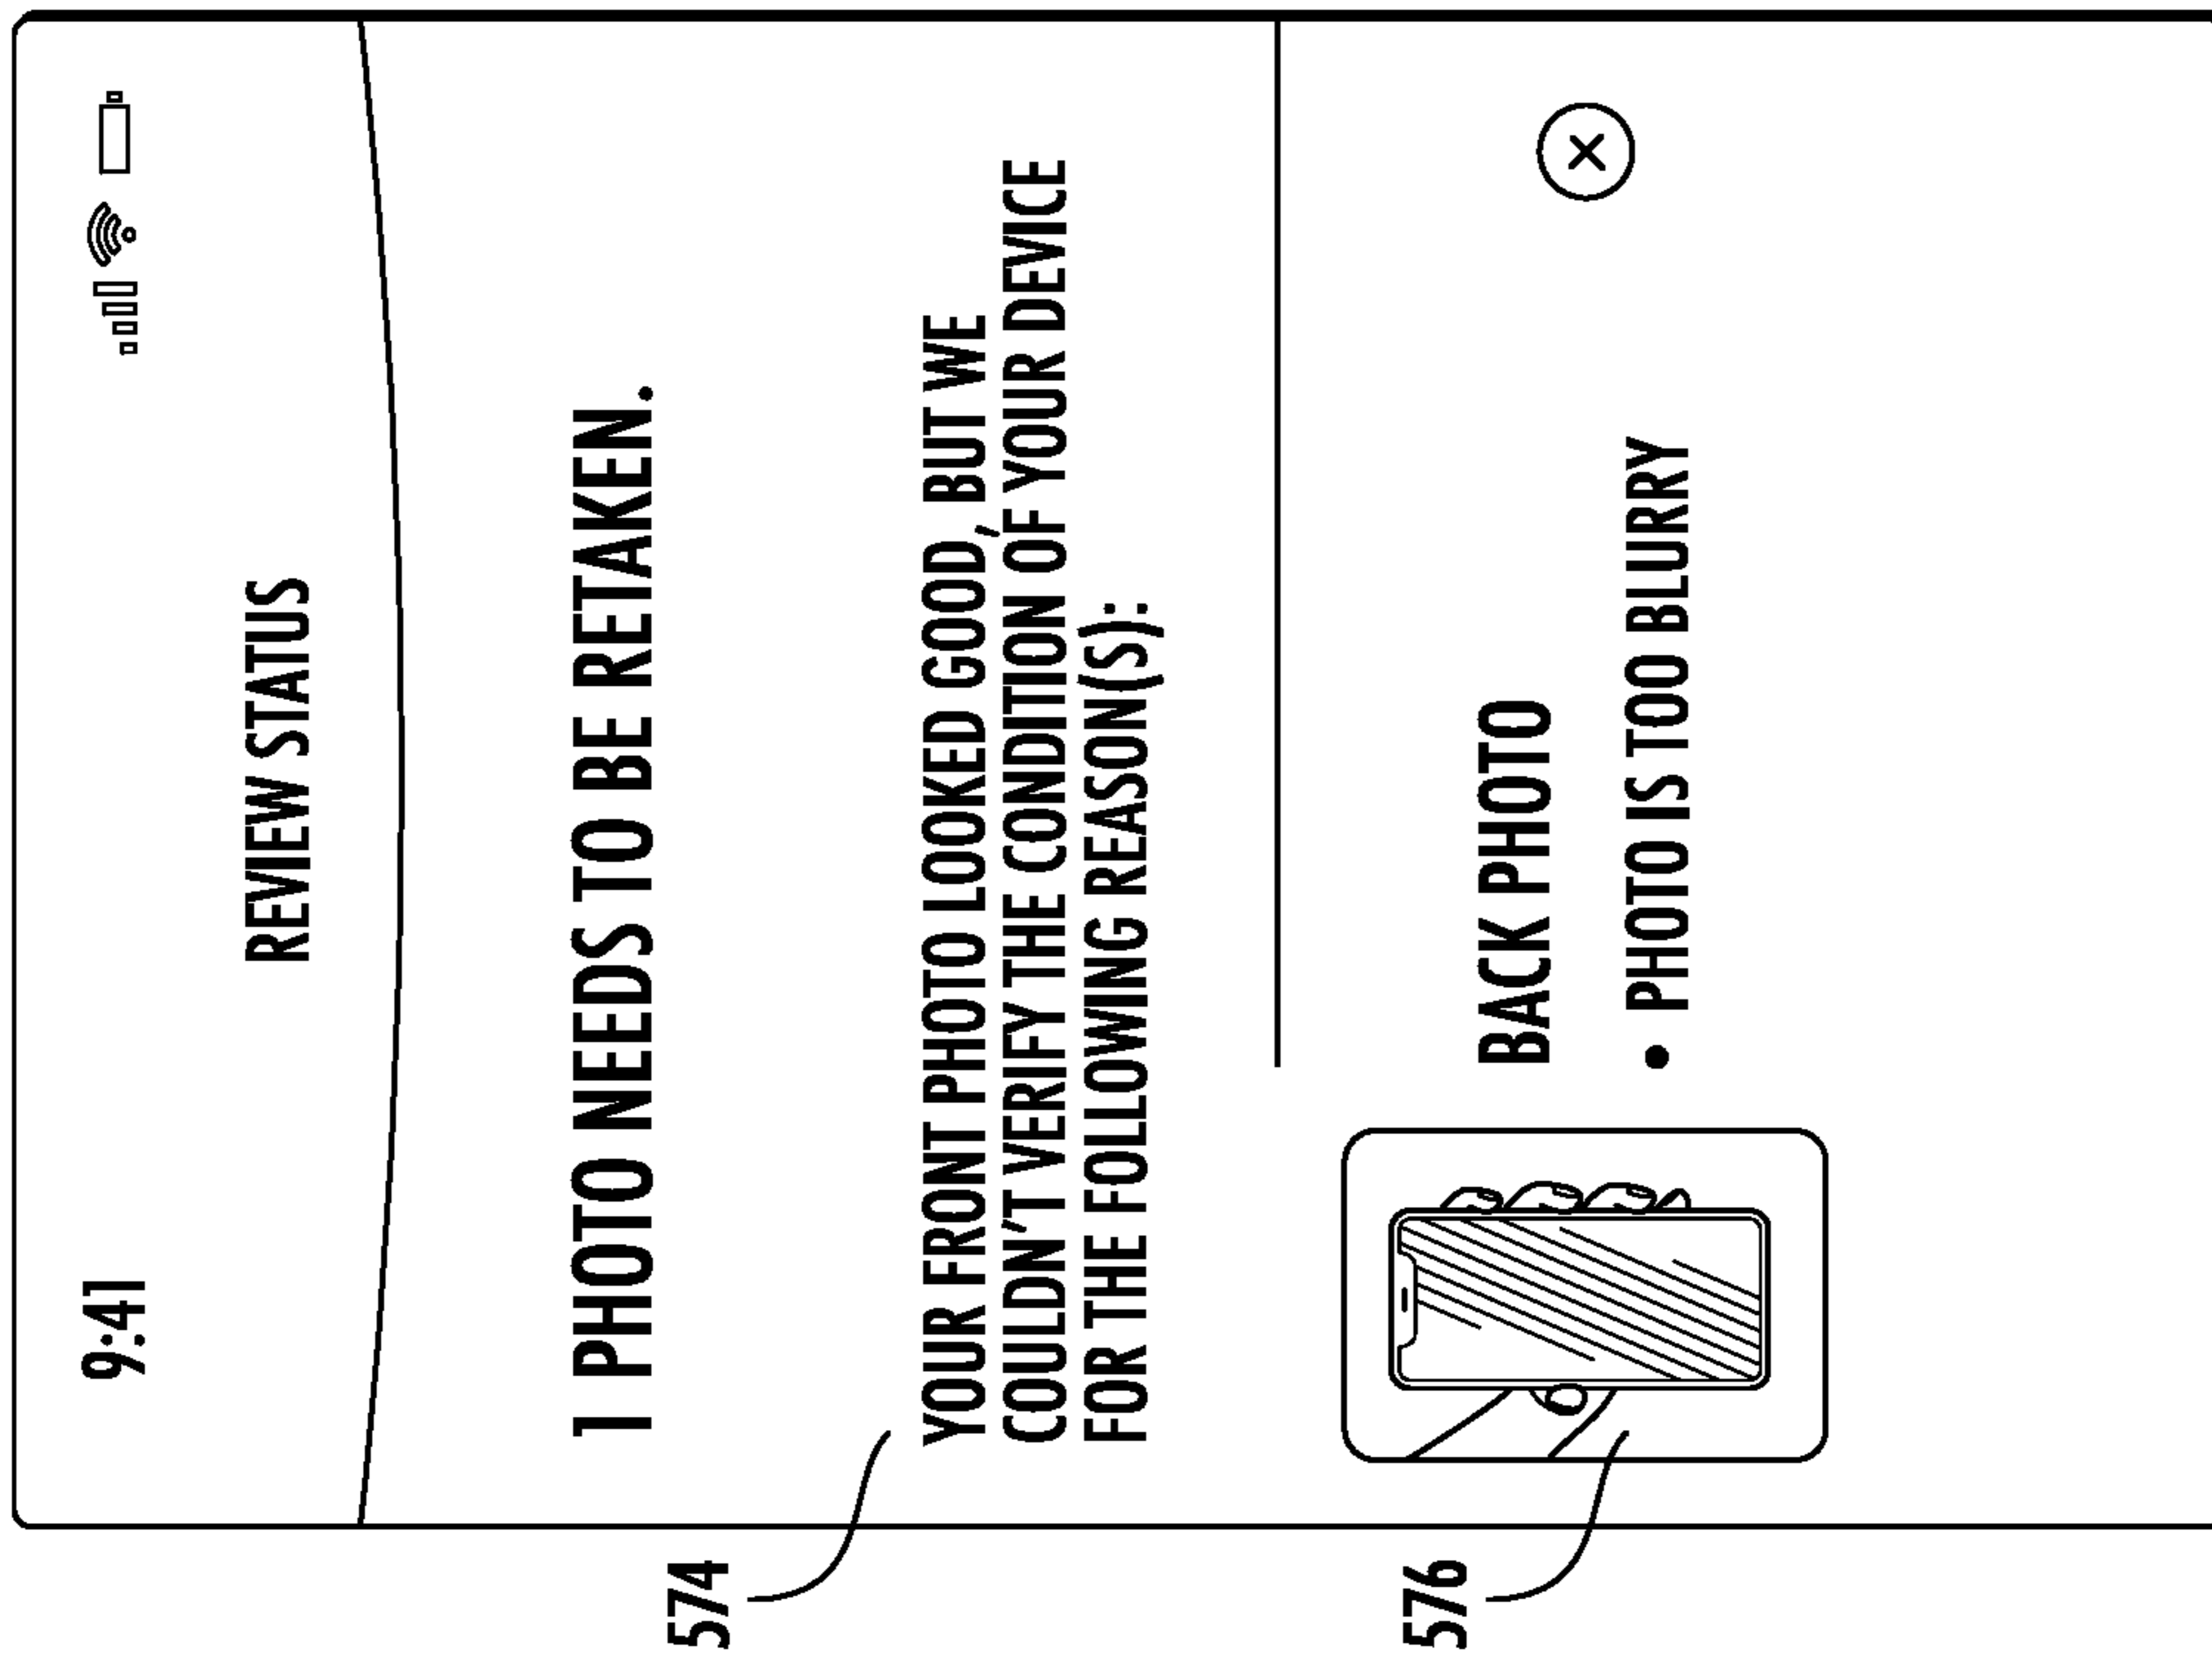 9:41
REVIEW STATUS
1 PHOTO NEEDS TO BE RETAKEN.
574
YOUR FRONT PHOTO LOOKED GOOD, BUT WE
COULDN'T VERIFY THE CONDITION OF YOUR DEVICE
FOR THE FOLLOWING REASON(S):
576
BACK PHOTO
• PHOTO IS TOO BLURRY